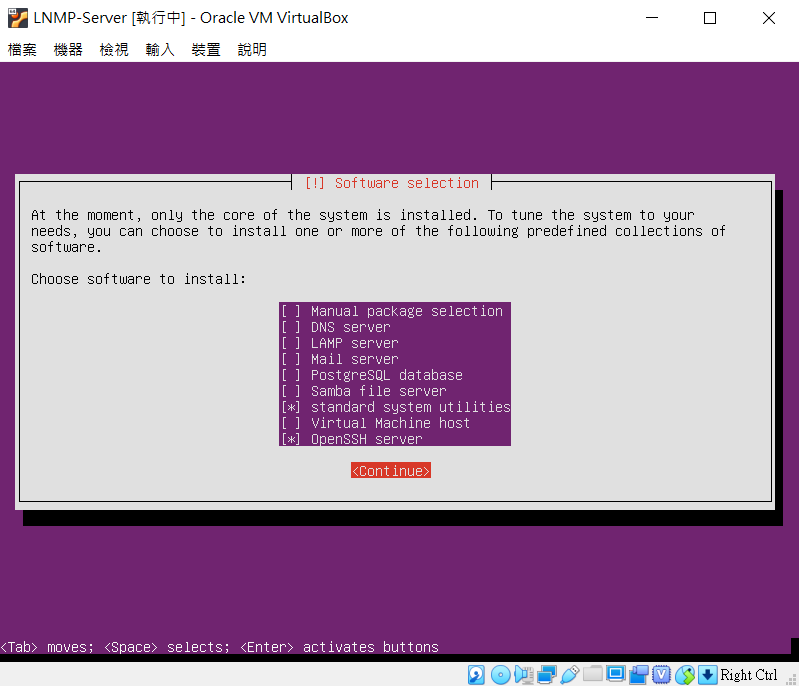 LNMP-Server [執行中] - Oracle VM VirtualBox
檔案 機器 檢視 輸入 裝置 說明
[!] Software selection
At the moment, only the core of the system is installed. To tune the system to your
needs, you can choose to install one or more of the following predefined collections of
software.
Choose software to install:
[ ] Manual package selection
[ ] DNS server
[ ] LAMP server
[ ] Mail server
[ ] PostgreSQL database
[ ] Samba file server
[*] standard system utilities
[ ] Virtual Machine host
[*] OpenSSH server
<Continue>
<Tab> moves; <Space> selects; <Enter> activates buttons
Right Ctrl